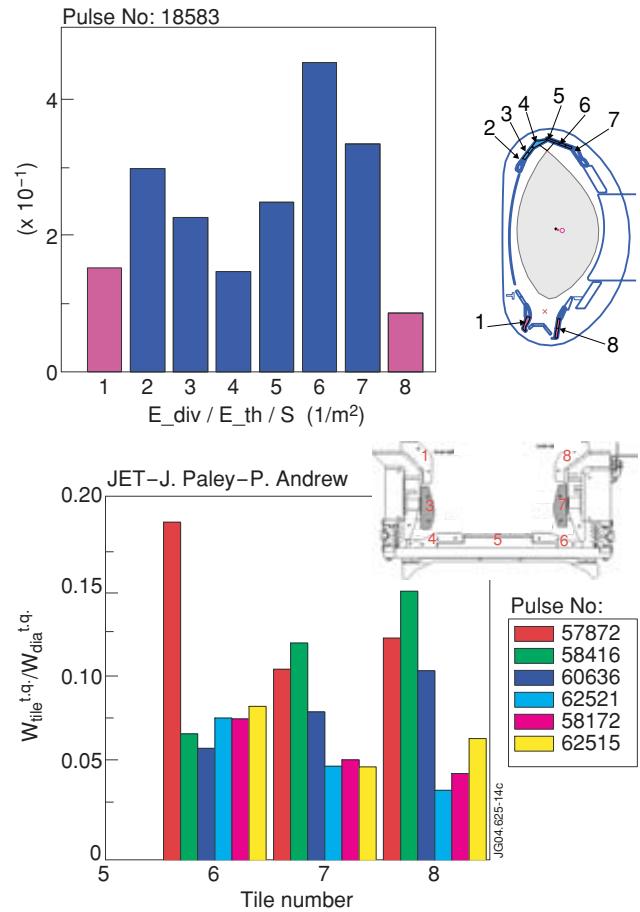 Pulse No: 18583
4
2
0
(x 10⁻¹)
1 2 3 4 5 6 7 8
E_div / E_th / S (1/m²)
5
4 6
3 7
2
1
8
JET–J. Paley–P. Andrew
1 8
3 7
4 5 6
0.20
0.15
0.10
0.05
0
W_tile^t.q./W_dia^t.q.
5 6 7 8
Tile number
Pulse No:
57872
58416
60636
62521
58172
62515
JG04.625-14c